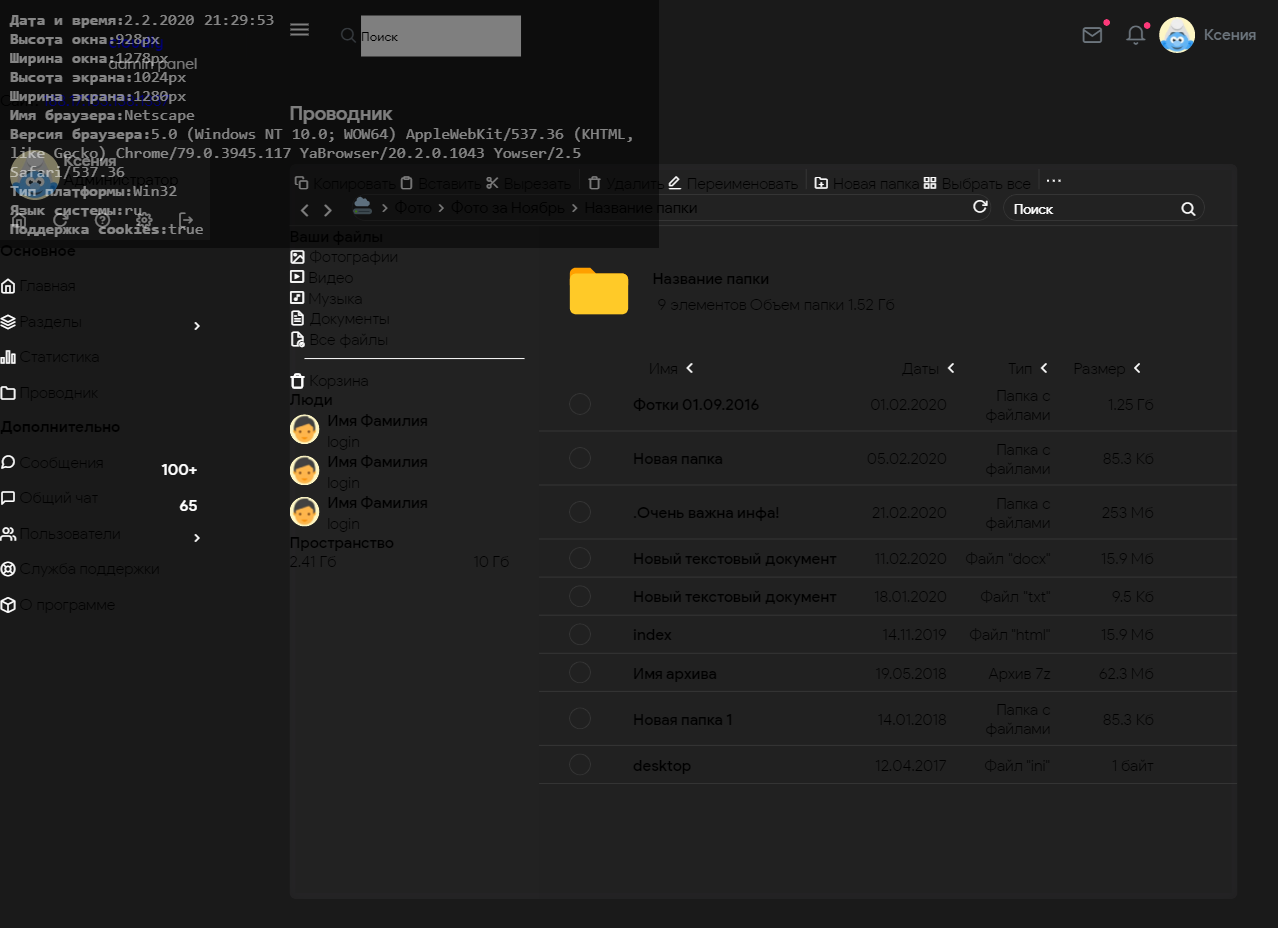 Дата и время:2.2.2020 21:29:53
Высота окна:928px
Ширина окна:1278px
Высота экрана:1024px
Ширина экрана:1280px
Имя браузера:Netscape
Версия браузера:5.0 (Windows NT 10.0; WOW64) AppleWebKit/537.36 (KHTML,
like Gecko) Chrome/79.0.3945.117 YaBrowser/20.2.0.1043 Yowser/2.5
Safari/537.36
Тип платформы:Win32
Язык системы:ru
Поддержка cookies:true
admin panel
Поиск
Ксения
Ксения
Администратор
Основное
Главная
Разделы
Статистика
Проводник
Дополнительно
Сообщения 100+
Общий чат 65
Пользователи
Служба поддержки
О программе
Проводник
Копировать Вставить Вырезать Удалить Переименовать Новая папка Выбрать все ...
Фото Фото за Ноябрь Название папки Поиск
Ваши файлы
Фотографии
Видео
Музыка
Документы
Все файлы
Корзина
Люди
Имя Фамилия
login
Имя Фамилия
login
Имя Фамилия
login
Пространство
2.41 Гб 10 Гб
Название папки
9 элементов Объем папки 1.52 Гб
Имя Даты Тип Размер
Фотки 01.09.2016 01.02.2020 Папка с файлами 1.25 Гб
Новая папка 05.02.2020 Папка с файлами 85.3 Кб
.Очень важна инфа! 21.02.2020 Папка с файлами 253 Мб
Новый текстовый документ 11.02.2020 Файл "docx" 15.9 Мб
Новый текстовый документ 18.01.2020 Файл "txt" 9.5 Кб
index 14.11.2019 Файл "html" 15.9 Мб
Имя архива 19.05.2018 Архив 7z 62.3 Мб
Новая папка 1 14.01.2018 Папка с файлами 85.3 Кб
desktop 12.04.2017 Файл "ini" 1 байт